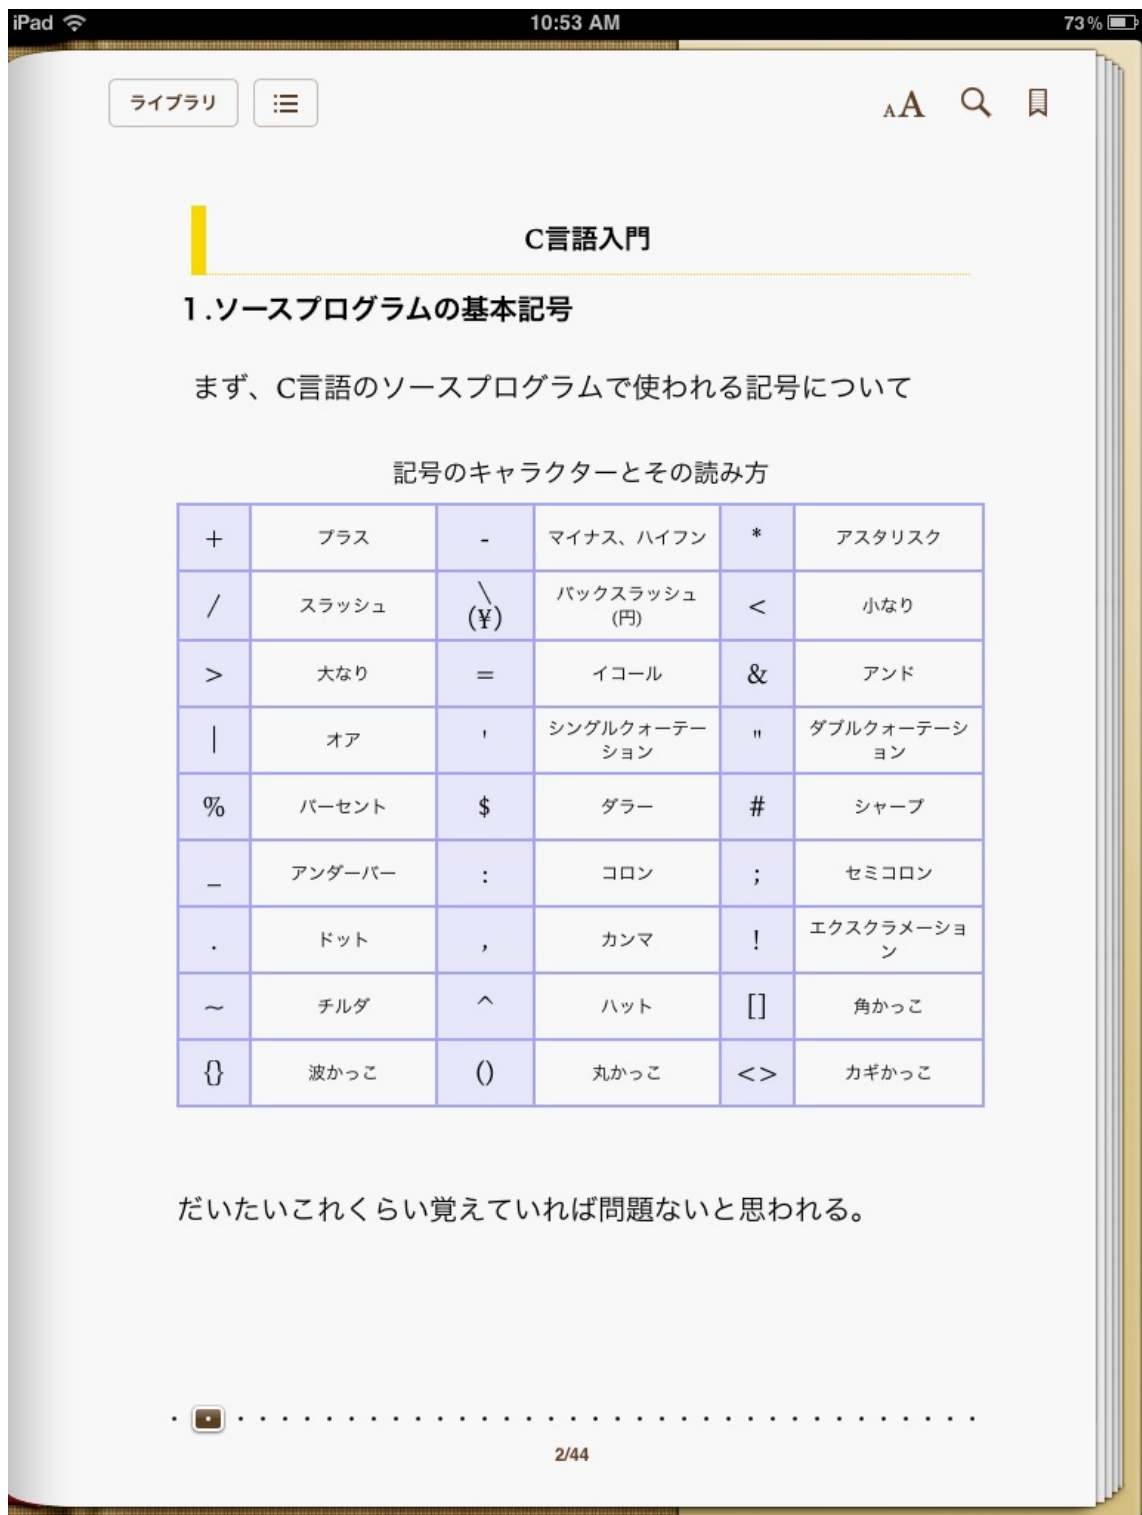 iPad 10:53 AM 73%
ライブラリ AA
C言語入門
1.ソースプログラムの基本記号
まず、C言語のソースプログラムで使われる記号について
記号のキャラクターとその読み方
+ プラス - マイナス、ハイフン * アスタリスク
/ スラッシュ \ (¥) バックスラッシュ (円) < 小なり
> 大なり = イコール & アンド
| オア ' シングルクォーテーション " ダブルクォーテーション
% パーセント $ ダラー # シャープ
_ アンダーバー : コロン ; セミコロン
. ドット , カンマ ! エクスクラメーション
~ チルダ ^ ハット [] 角かっこ
{} 波かっこ () 丸かっこ <> カギかっこ
だいたいこれくらい覚えていれば問題ないと思われる。
2/44